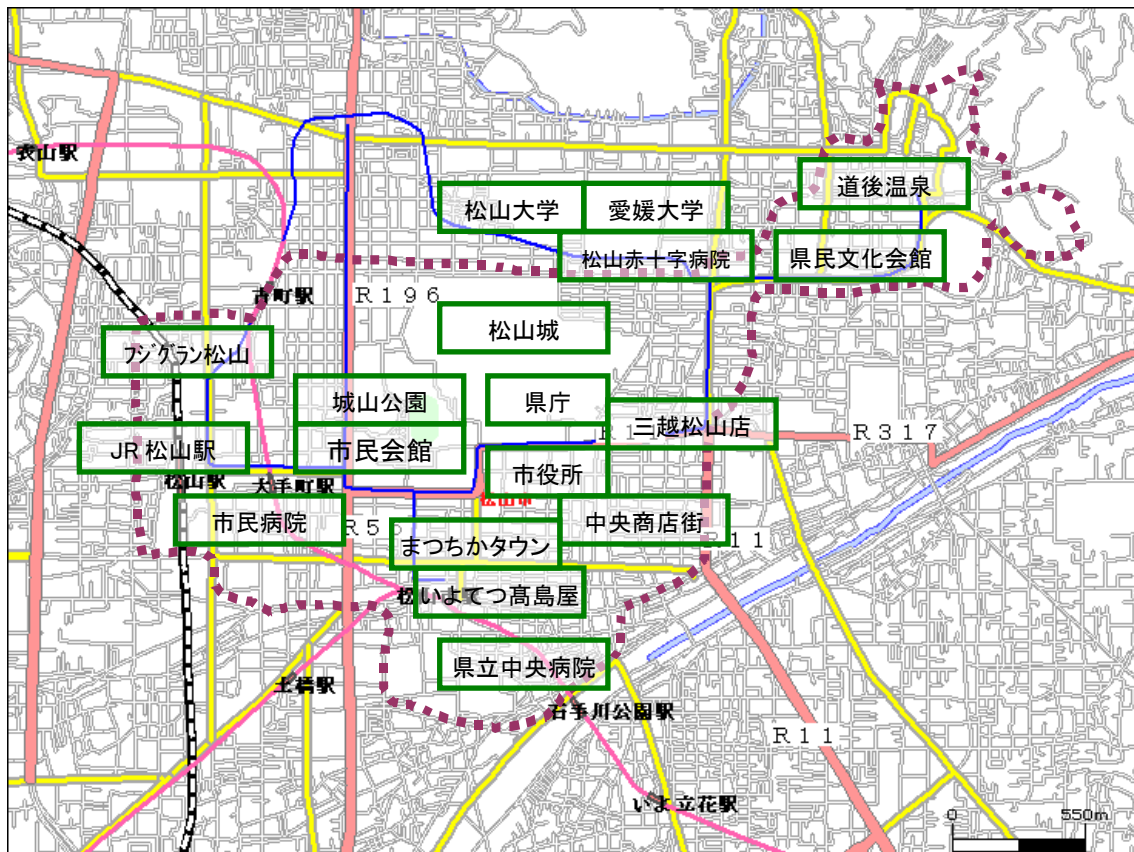 衣山駅
道後温泉
松山大学
愛媛大学
松山赤十字病院
県民文化会館
古町駅
R196
松山城
フジグラン松山
城山公園
県庁
三越松山店
R317
JR松山駅
市民会館
松山駅
大手町駅
市役所
市民病院
中央商店街
まつちかタウン
R11
いよてつ髙島屋
県立中央病院
土橋駅
石手川公園駅
R11
いよ立花駅
0
550m